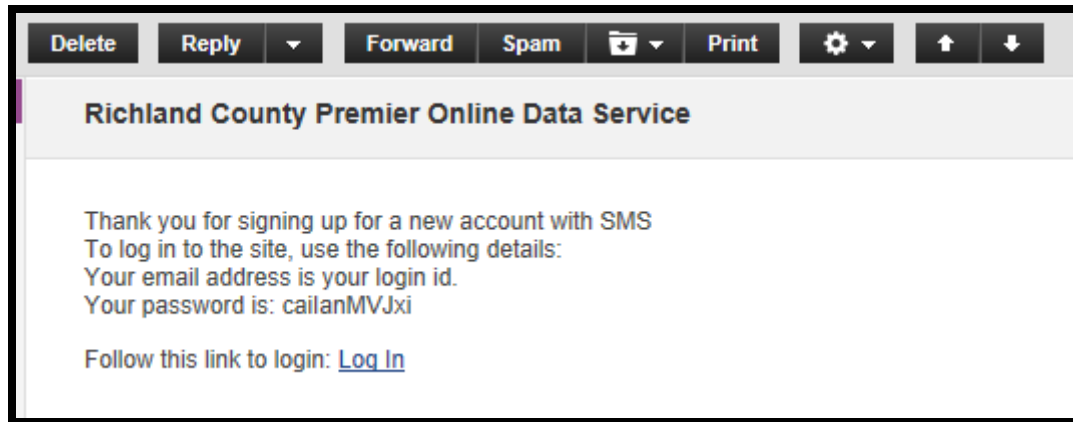 Delete Reply Forward Spam Print
Richland County Premier Online Data Service
Thank you for signing up for a new account with SMS
To log in to the site, use the following details:
Your email address is your login id.
Your password is: cailanMVJxi
Follow this link to login: Log In